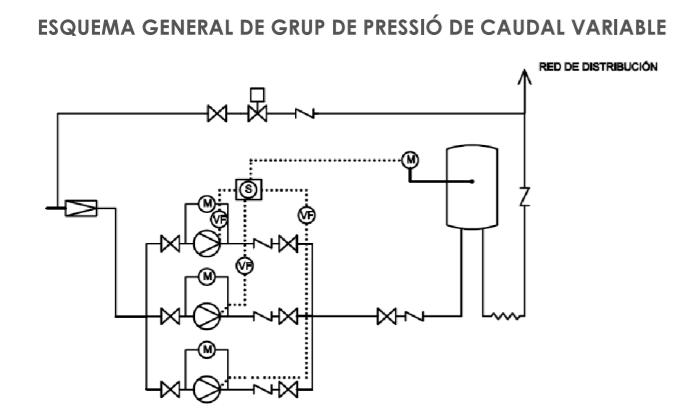 ESQUEMA GENERAL DE GRUP DE PRESSIÓ DE CAUDAL VARIABLE
RED DE DISTRIBUCIÓN
M
S
M
VF
VF
VF
M
M